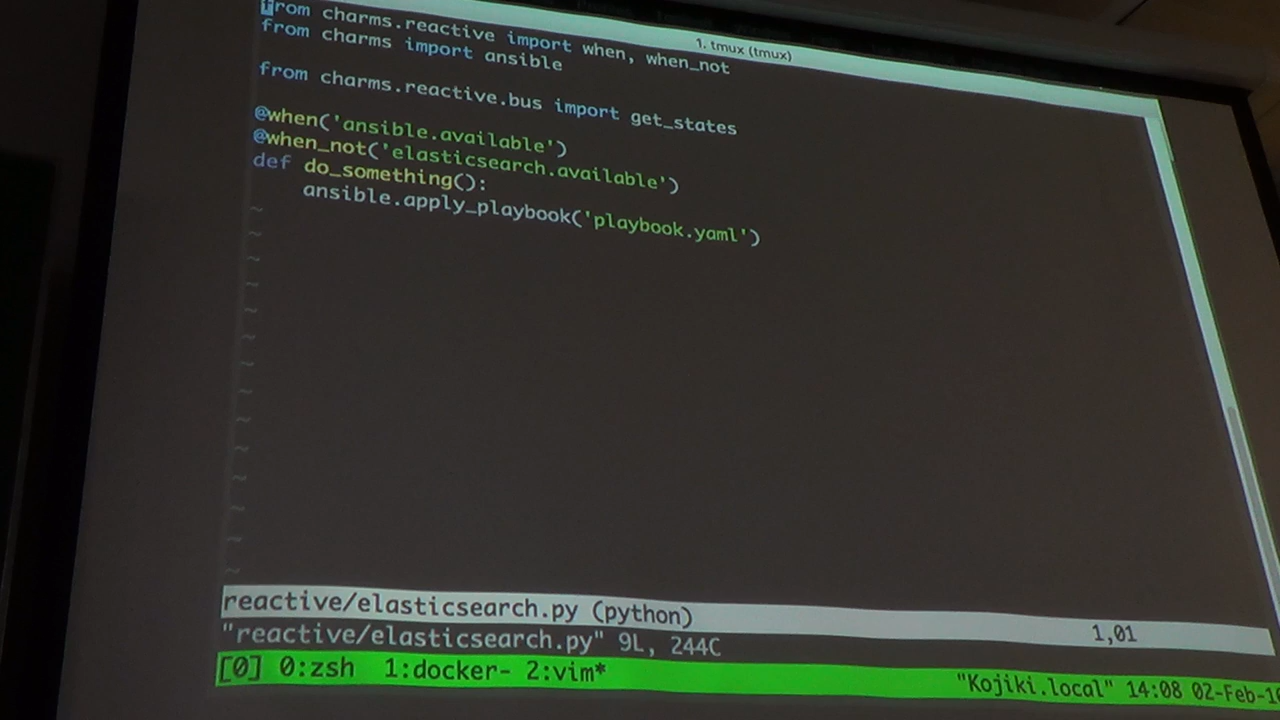 1. tmux (tmux)
from charms.reactive import when, when_not
from charms import ansible
from charms.reactive.bus import get_states
@when('ansible.available')
@when_not('elasticsearch.available')
def do_something():
    ansible.apply_playbook('playbook.yaml')
~
~
~
~
~
~
~
~
~
~
~
~
~
~
reactive/elasticsearch.py (python) 1,01
"reactive/elasticsearch.py" 9L, 244C
[0] 0:zsh 1:docker- 2:vim* "Kojiki.local" 14:08 02-Feb-1